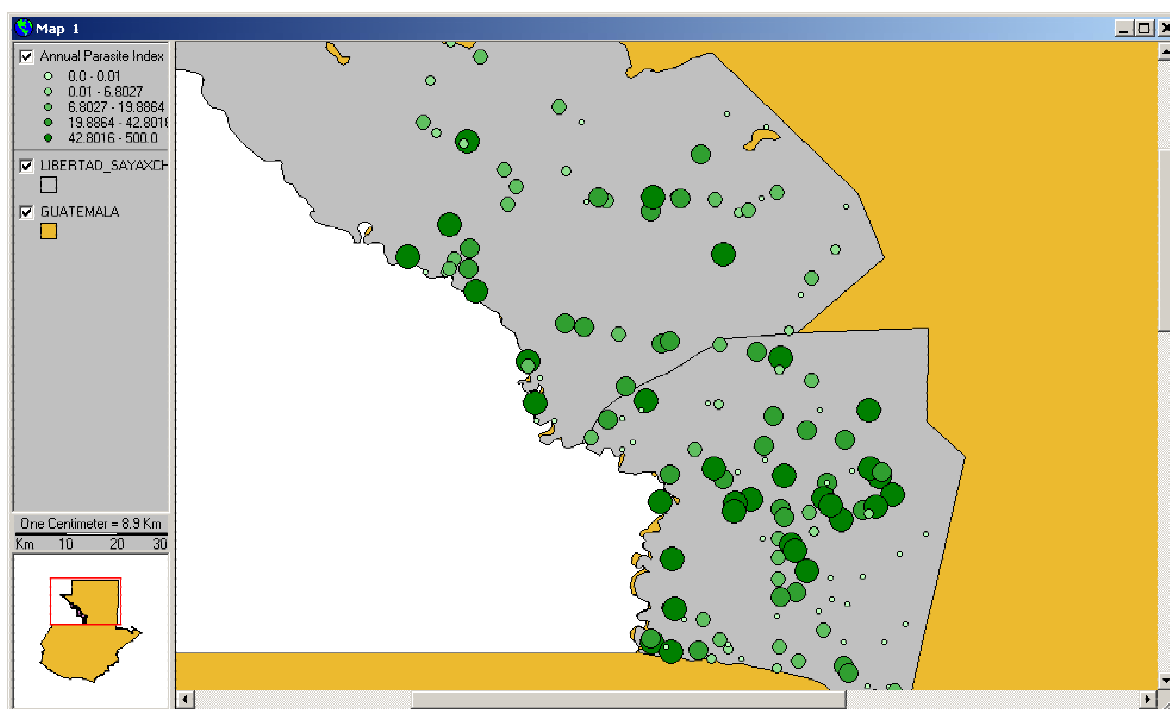 Map 1
Annual Parasite Index
0.0 - 0.01
0.01 - 6.8027
6.8027 - 19.8864
19.8864 - 42.8016
42.8016 - 500.0
LIBERTAD_SAYAXCH
GUATEMALA
One Centimeter = 8.9 Km
Km 10 20 30